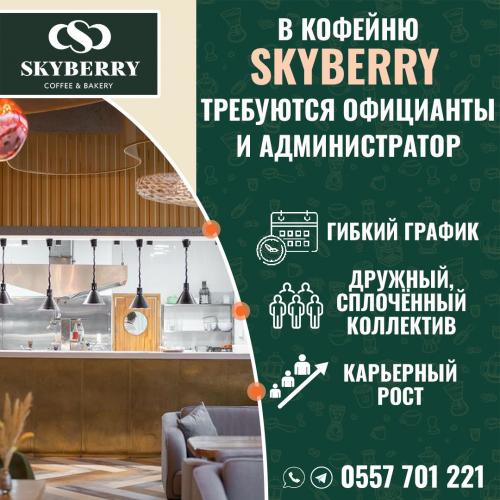 SKYBERRY
COFFEE & BAKERY
В КОФЕЙНЮ
SKYBERRY
ТРЕБУЮТСЯ ОФИЦИАНТЫ
И АДМИНИСТРАТОР
ГИБКИЙ ГРАФИК
ДРУЖНЫЙ,
СПЛОЧЁННЫЙ
КОЛЛЕКТИВ
КАРЬЕРНЫЙ
РОСТ
0557 701 221